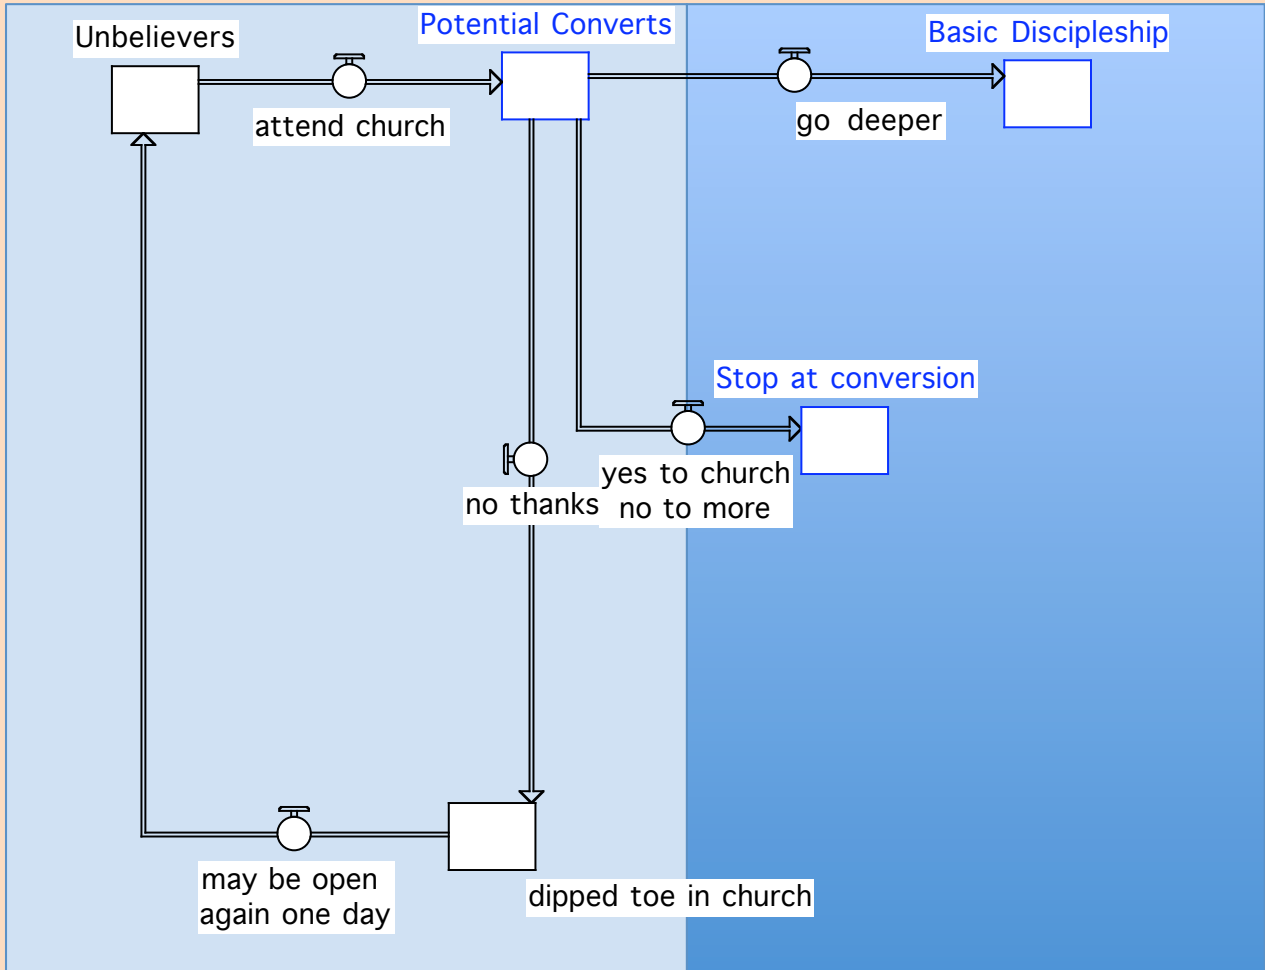 Unbelievers
Potential Converts
Basic Discipleship
attend church
go deeper
Stop at conversion
no thanks
yes to church
no to more
may be open
again one day
dipped toe in church